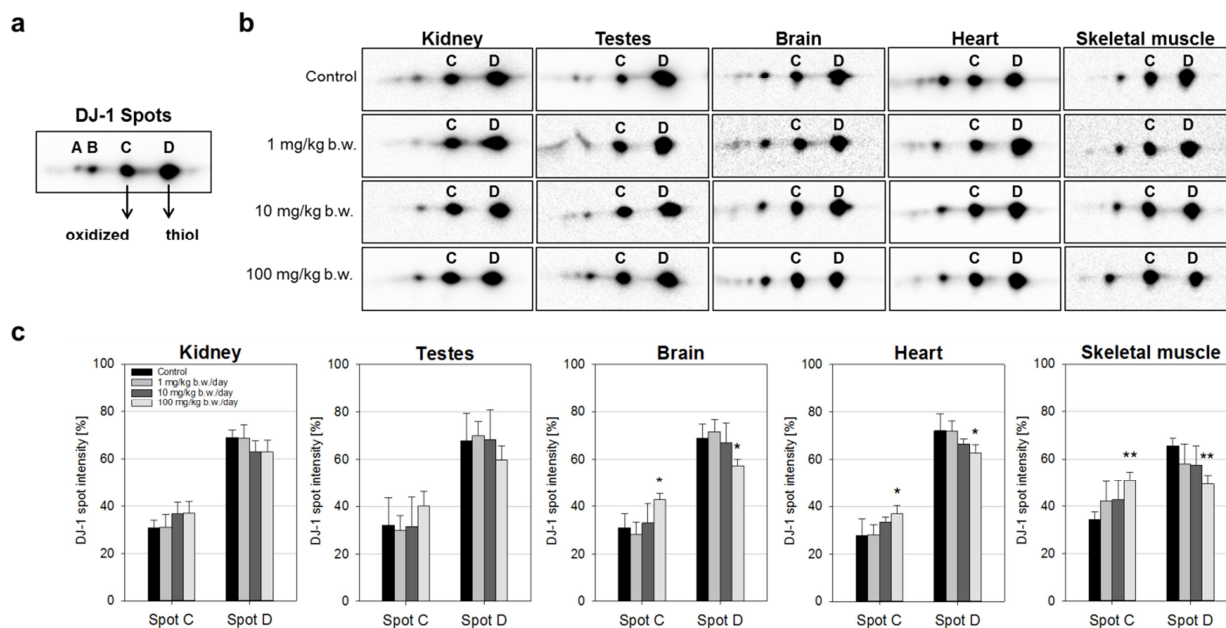 a
DJ-1 Spots
A B C D
oxidized thiol
b
Kidney Testes Brain Heart Skeletal muscle
Control C D C D C D C D C D
1 mg/kg b.w. C D C D C D C D C D
10 mg/kg b.w. C D C D C D C D C D
100 mg/kg b.w. C D C D C D C D C D
c
Kidney
DJ-1 spot intensity [%]
100
80
60
40
20
0
Control
1 mg/kg b.w./day
10 mg/kg b.w./day
100 mg/kg b.w./day
Spot C Spot D
Testes
DJ-1 spot intensity [%]
100
80
60
40
20
0
Spot C Spot D
Brain
DJ-1 spot intensity [%]
100
80
60
40
20
0
* *
Spot C Spot D
Heart
DJ-1 spot intensity [%]
100
80
60
40
20
0
* *
Spot C Spot D
Skeletal muscle
DJ-1 spot intensity [%]
100
80
60
40
20
0
** **
Spot C Spot D